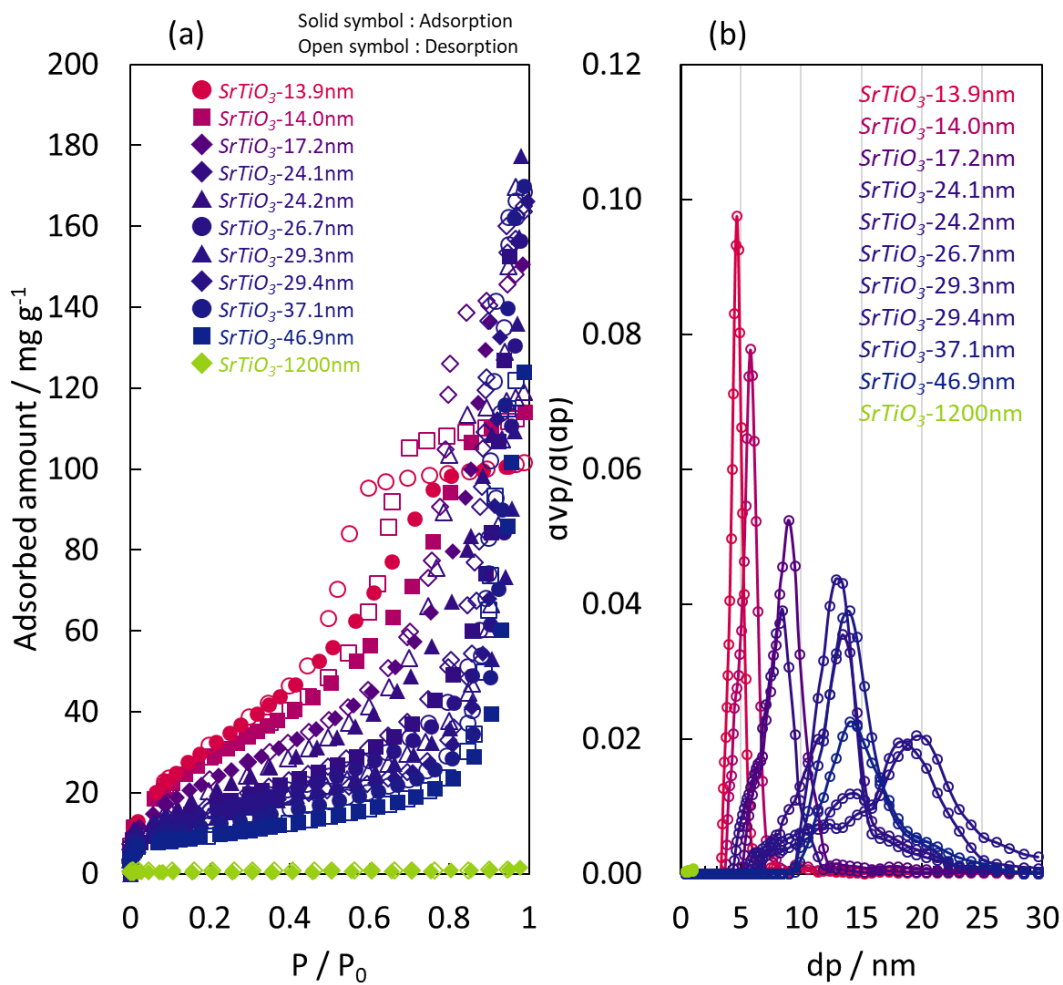 Solid symbol : Adsorption
Open symbol : Desorption
(a)
200
180
160
140
120
100
80
60
40
20
0
Adsorbed amount / mg g⁻¹
SrTiO₃-13.9nm
SrTiO₃-14.0nm
SrTiO₃-17.2nm
SrTiO₃-24.1nm
SrTiO₃-24.2nm
SrTiO₃-26.7nm
SrTiO₃-29.3nm
SrTiO₃-29.4nm
SrTiO₃-37.1nm
SrTiO₃-46.9nm
SrTiO₃-1200nm
0 0.2 0.4 0.6 0.8 1
P / P₀
(b)
0.12
0.10
0.08
0.06
0.04
0.02
0.00
dvp/d(dp)
SrTiO₃-13.9nm
SrTiO₃-14.0nm
SrTiO₃-17.2nm
SrTiO₃-24.1nm
SrTiO₃-24.2nm
SrTiO₃-26.7nm
SrTiO₃-29.3nm
SrTiO₃-29.4nm
SrTiO₃-37.1nm
SrTiO₃-46.9nm
SrTiO₃-1200nm
0 5 10 15 20 25 30
dp / nm